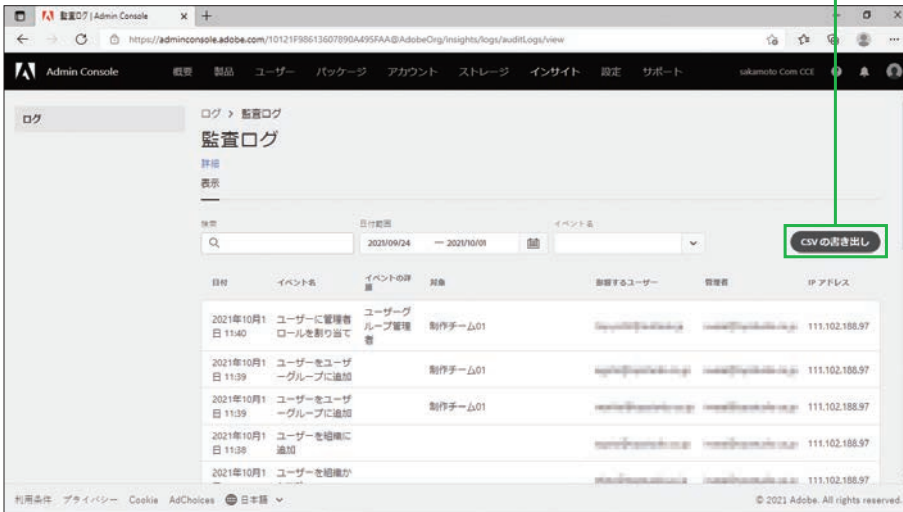 監査ログ | Admin Console
https://adminconsole.adobe.com/10121F98613607890A495FAA@AdobeOrg/insights/logs/auditLogs/view
Admin Console 概要 製品 ユーザー パッケージ アカウント ストレージ インサイト 設定 サポート sakamoto Com CCE
ログ
ログ > 監査ログ
監査ログ
詳細
表示
検索 日付範囲 イベント名
2021/09/24 — 2021/10/01
CSV の書き出し
日付 イベント名 イベントの詳細 対象 影響するユーザー 管理者 IP アドレス
2021年10月1日 11:40 ユーザーに管理者ロールを割り当て ユーザーグループ管理者 制作チーム01 111.102.188.97
2021年10月1日 11:39 ユーザーをユーザーグループに追加 制作チーム01 111.102.188.97
2021年10月1日 11:39 ユーザーをユーザーグループに追加 制作チーム01 111.102.188.97
2021年10月1日 11:38 ユーザーを組織に追加 111.102.188.97
2021年10月1 ユーザーを組織か 111.102.188.97
利用条件 プライバシー Cookie AdChoices 日本語 © 2021 Adobe. All rights reserved.